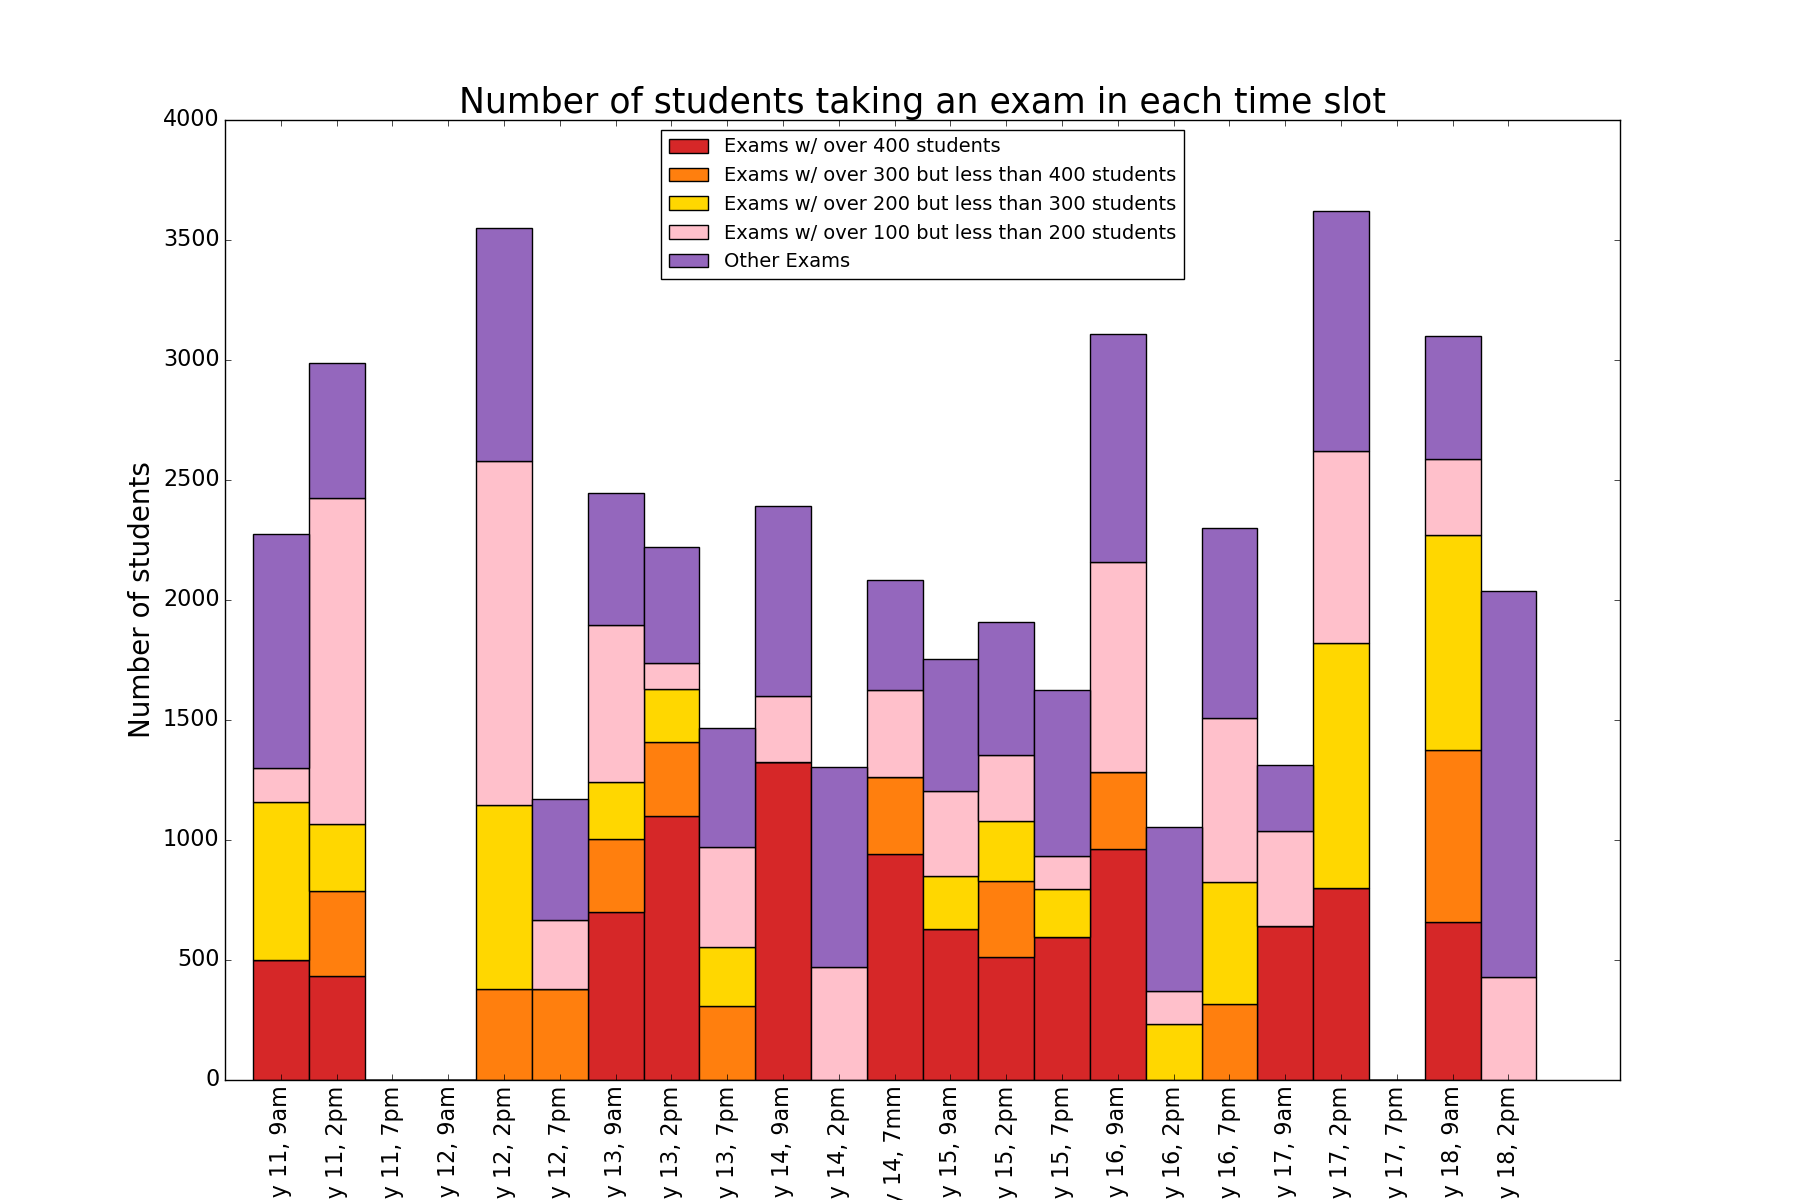 Number of students taking an exam in each time slot
Exams w/ over 400 students
Exams w/ over 300 but less than 400 students
Exams w/ over 200 but less than 300 students
Exams w/ over 100 but less than 200 students
Other Exams
Number of students
4000
3500
3000
2500
2000
1500
1000
500
0
y 11, 9am
y 11, 2pm
y 11, 7pm
y 12, 9am
y 12, 2pm
y 12, 7pm
y 13, 9am
y 13, 2pm
y 13, 7pm
y 14, 9am
y 14, 2pm
y 14, 7mm
y 15, 9am
y 15, 2pm
y 15, 7pm
y 16, 9am
y 16, 2pm
y 16, 7pm
y 17, 9am
y 17, 2pm
y 17, 7pm
y 18, 9am
y 18, 2pm